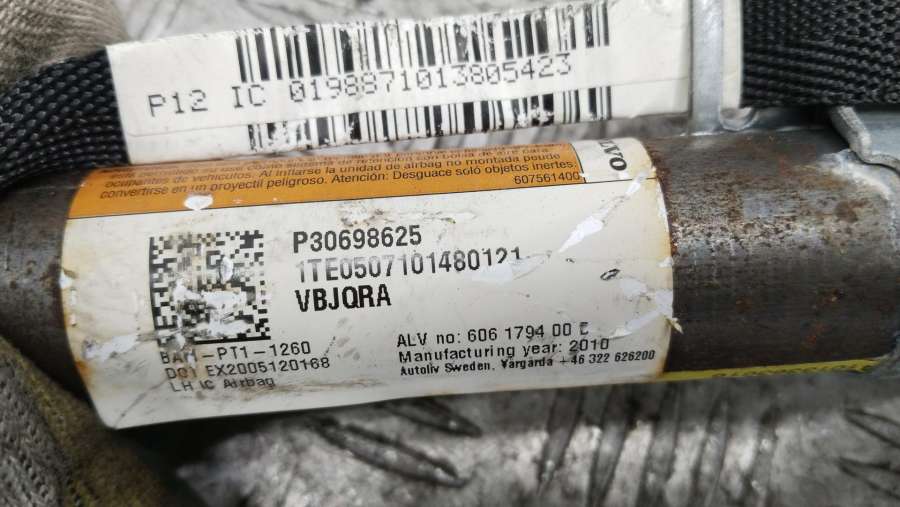 P12 IC 0198871013805423
ocupantes de vehículos. Al inflarse la unidad de airbag no montada puede
convertirse en un proyectil peligroso. Atención: Desguace solo objetos inertes.
607561400
P30698625
1TE0507101480121
VBJQRA
BAM-PT1-1260
EX2005120168
LH IC Airbag
ALV no: 606 1794 00 E
Manufacturing year: 2010
Autoliv Sweden, Vargarda +46 322 626200